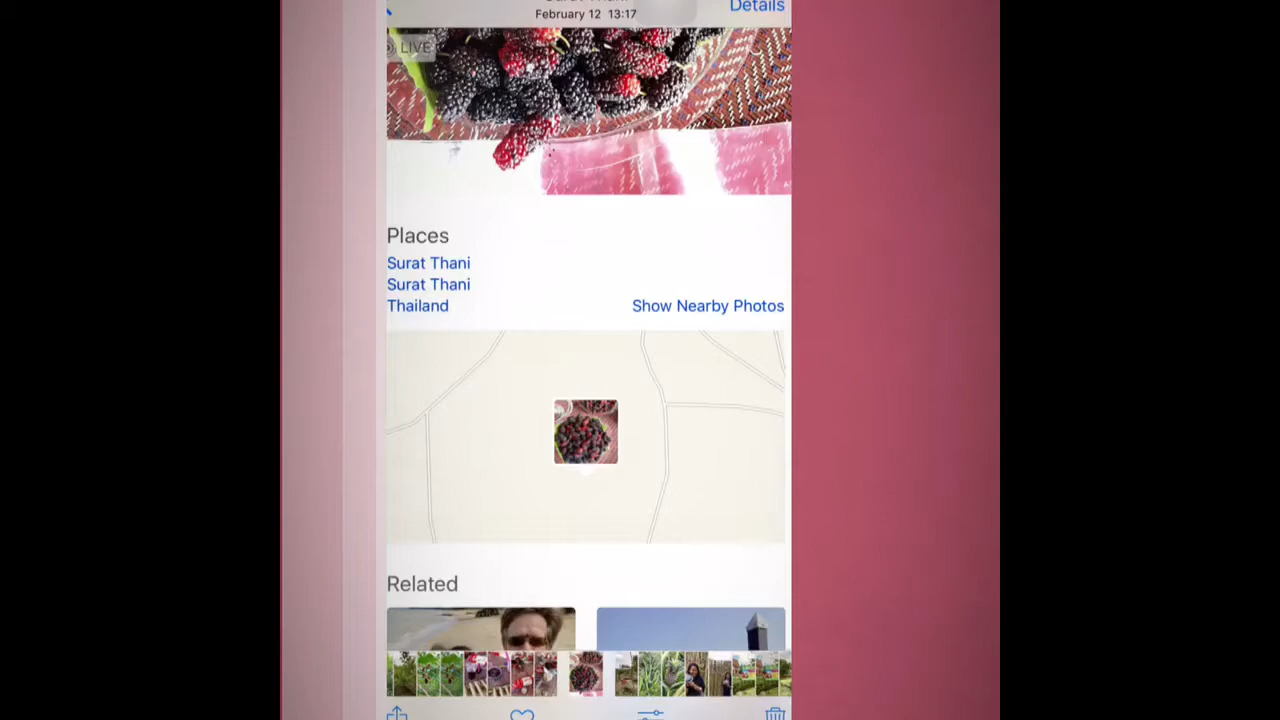 Details
February 12 13:17
LIVE
Places
Surat Thani
Surat Thani
Thailand
Show Nearby Photos
Related